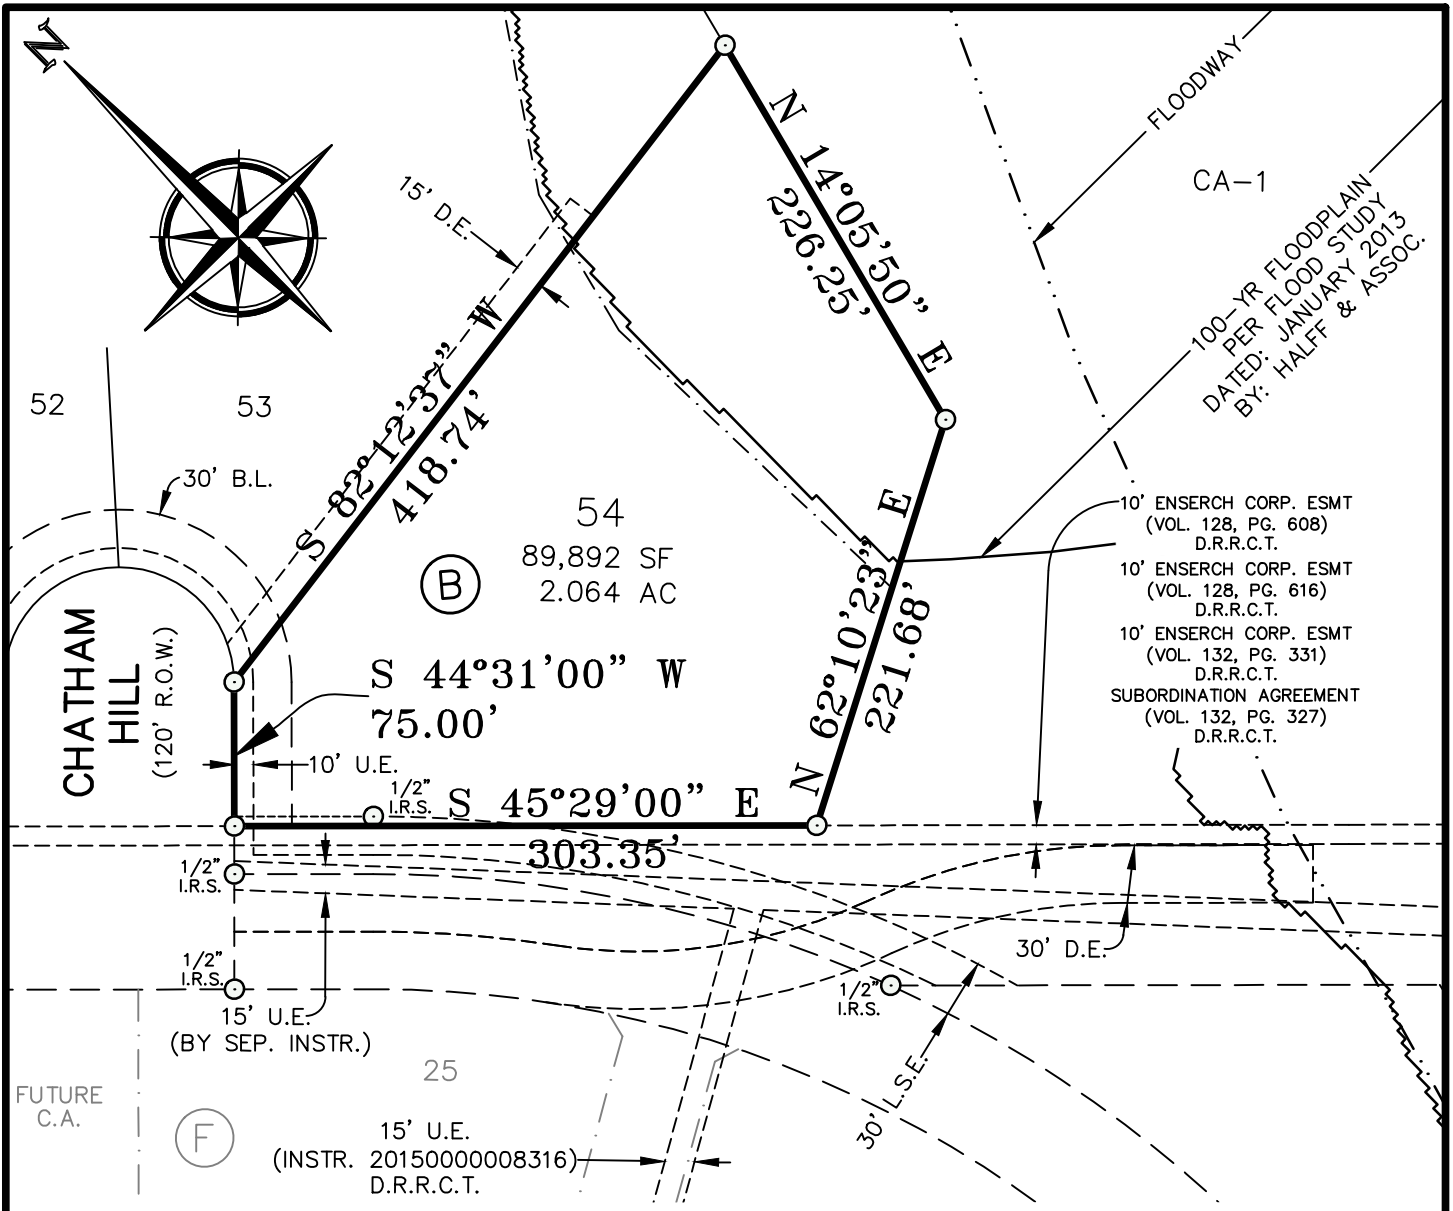 N
FLOODWAY
CA-1
15' D.E.
N 14°05'50" E
226.25'
100-YR FLOODPLAIN
PER FLOOD STUDY
DATED: JANUARY 2013
BY: HALFF & ASSOC.
52
53
S 82°12'37" W
418.74'
30' B.L.
54
89,892 SF
2.064 AC
B
10' ENSERCH CORP. ESMT
(VOL. 128, PG. 608)
D.R.R.C.T.
10' ENSERCH CORP. ESMT
(VOL. 128, PG. 616)
D.R.R.C.T.
10' ENSERCH CORP. ESMT
(VOL. 132, PG. 331)
D.R.R.C.T.
SUBORDINATION AGREEMENT
(VOL. 132, PG. 327)
D.R.R.C.T.
N 62°10'23" E
221.68'
CHATHAM
HILL
(120' R.O.W.)
S 44°31'00" W
75.00'
10' U.E.
1/2"
I.R.S.
S 45°29'00" E
303.35'
1/2"
I.R.S.
1/2"
I.R.S.
30' D.E.
1/2"
I.R.S.
15' U.E.
(BY SEP. INSTR.)
30' L.S.E.
25
FUTURE
C.A.
F
15' U.E.
(INSTR. 20150000008316)
D.R.R.C.T.